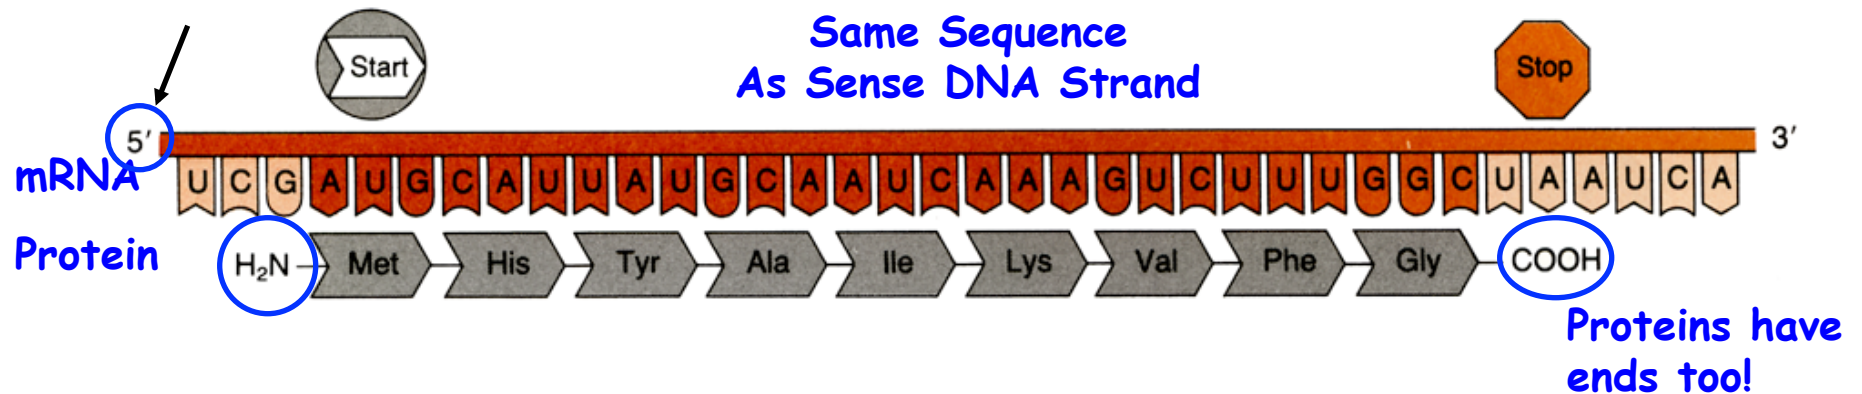 Start
Same Sequence
As Sense DNA Strand
Stop
5′ 3′
mRNA
U C G A U G C A U U A U G C A A U C A A A G U C U U U G G C U A A U C A
Protein
H₂N Met His Tyr Ala Ile Lys Val Phe Gly COOH
Proteins have
ends too!